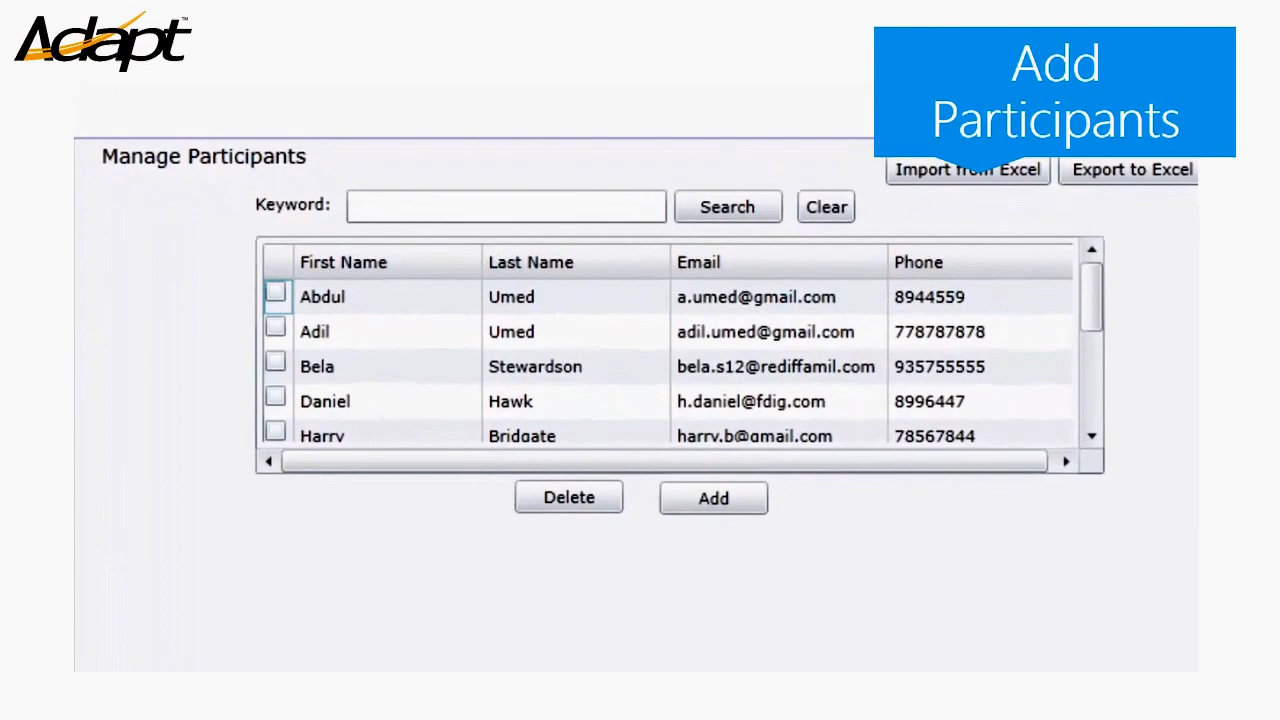 Adapt™
Add
Participants
Manage Participants
Import from Excel Export to Excel
Keyword: Search Clear
First Name Last Name Email Phone
Abdul Umed a.umed@gmail.com 8944559
Adil Umed adil.umed@gmail.com 778787878
Bela Stewardson bela.s12@rediffamil.com 935755555
Daniel Hawk h.daniel@fdig.com 8996447
Harry Bridgate harry.b@gmail.com 78567844
Delete Add